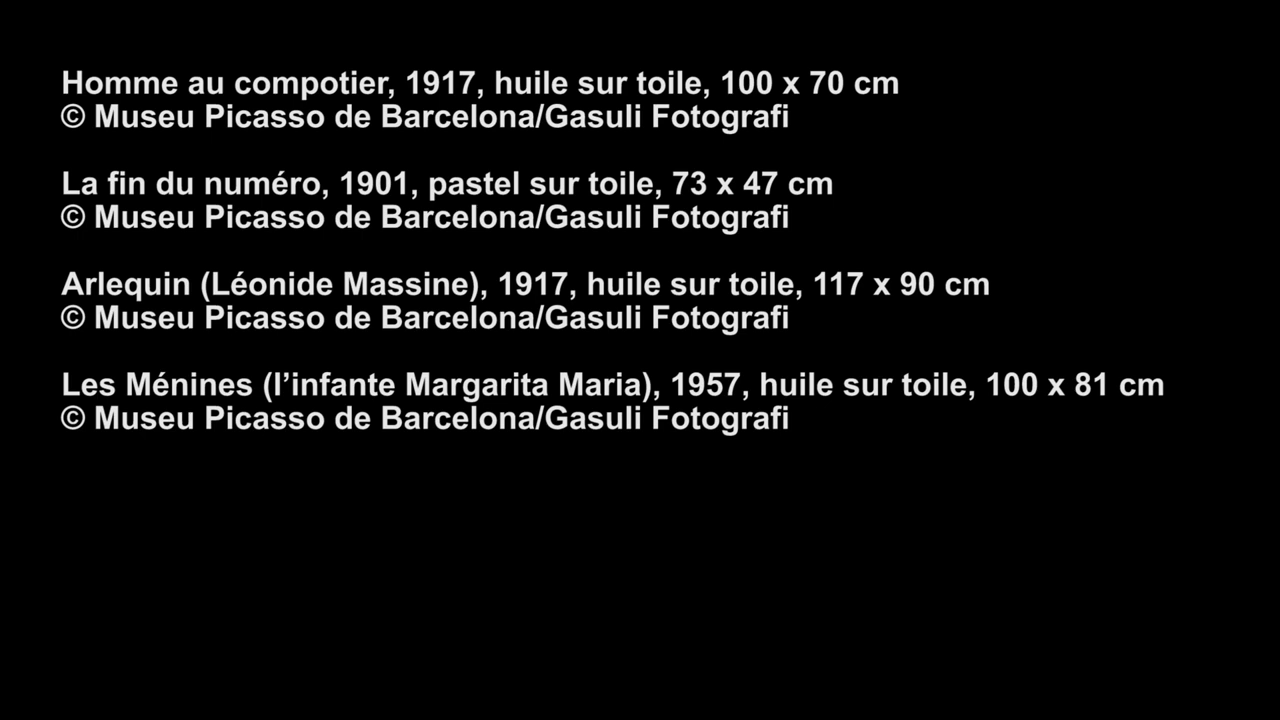 Homme au compotier, 1917, huile sur toile, 100 x 70 cm
© Museu Picasso de Barcelona/Gasuli Fotografi
La fin du numéro, 1901, pastel sur toile, 73 x 47 cm
© Museu Picasso de Barcelona/Gasuli Fotografi
Arlequin (Léonide Massine), 1917, huile sur toile, 117 x 90 cm
© Museu Picasso de Barcelona/Gasuli Fotografi
Les Ménines (l’infante Margarita Maria), 1957, huile sur toile, 100 x 81 cm
© Museu Picasso de Barcelona/Gasuli Fotografi